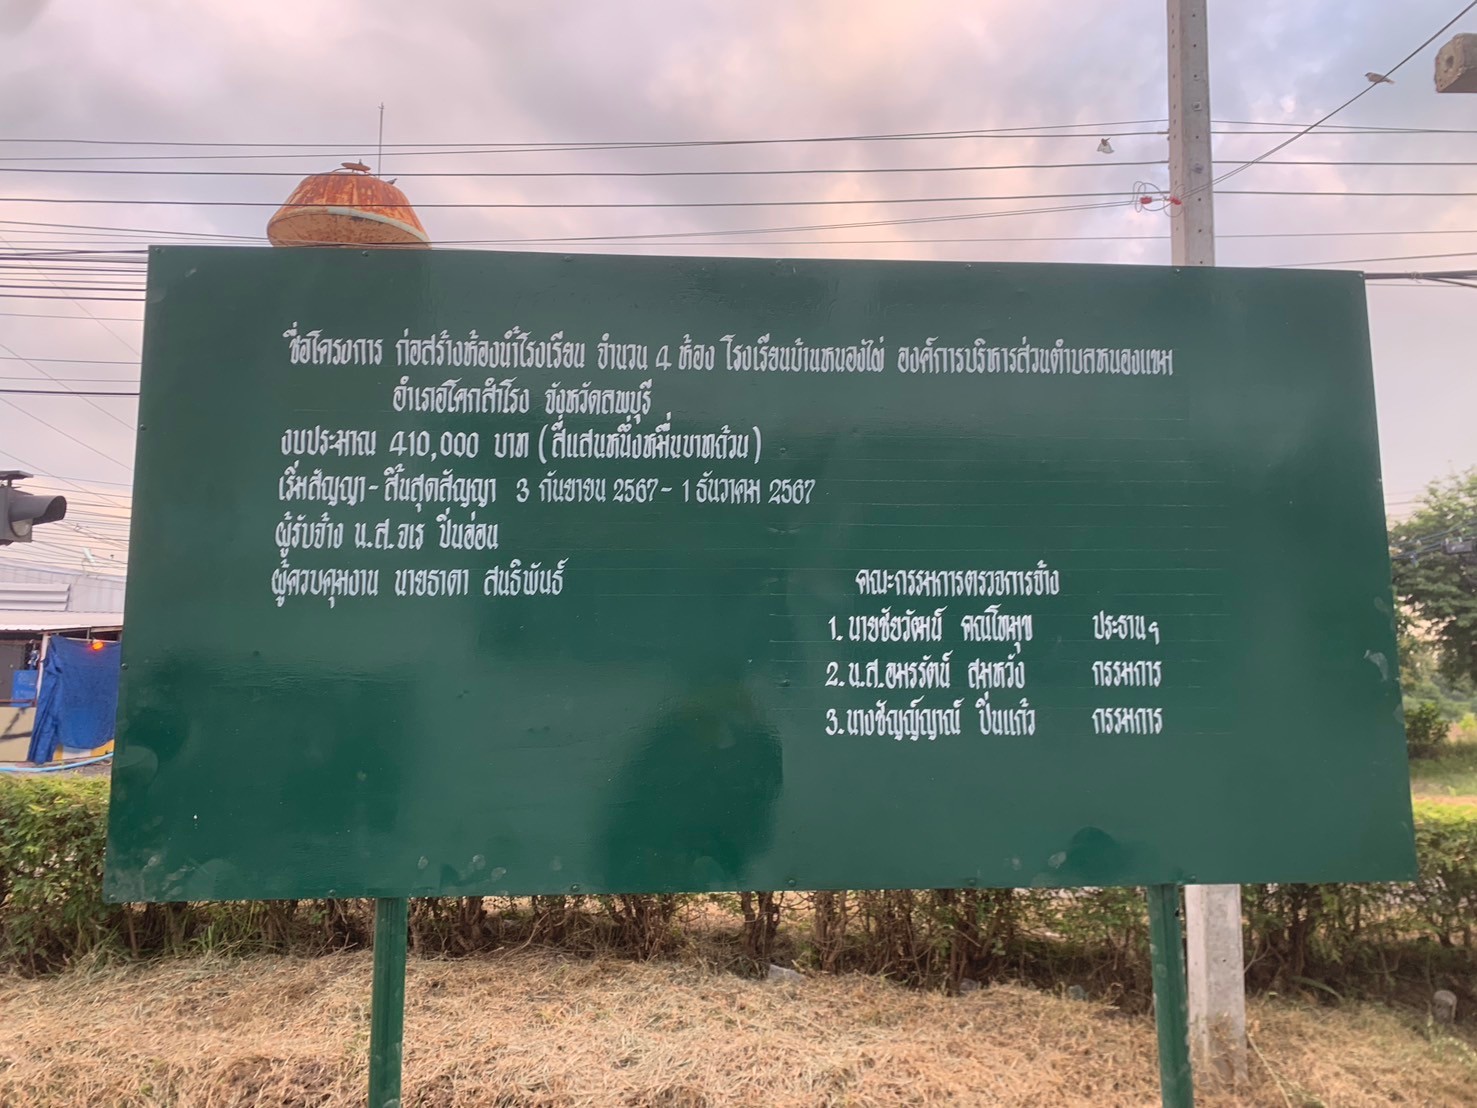 ชื่อโครงการ ก่อสร้างห้องน้ำโรงเรียน จำนวน 4 ห้อง โรงเรียนบ้านหนองไผ่ องค์การบริหารส่วนตำบลหนองแขม
อำเภอโคกสำโรง จังหวัดลพบุรี
งบประมาณ 410,000 บาท (สี่แสนหนึ่งหมื่นบาทถ้วน)
เริ่มสัญญา - สิ้นสุดสัญญา 3 กันยายน 2567 - 1 ธันวาคม 2567
ผู้รับจ้าง น.ส.จเร ปิ่นอ่อน
ผู้ควบคุมงาน นายธาดา สนธิพันธ์
คณะกรรมการตรวจการจ้าง
1. นายชัยวัฒน์ คณโฑมุข ประธานฯ
2. น.ส.อมรรัตน์ สมหวัง กรรมการ
3. นางชัญญ์ญาณ์ ปิ่นแก้ว กรรมการ